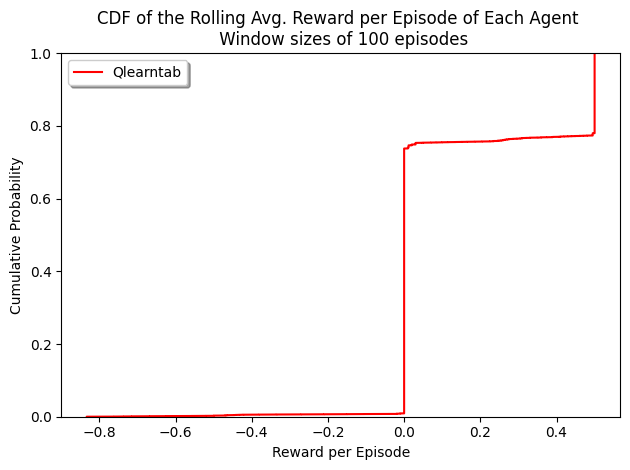 CDF of the Rolling Avg. Reward per Episode of Each Agent
Window sizes of 100 episodes
Qlearntab
Cumulative Probability
1.0
0.8
0.6
0.4
0.2
0.0
−0.8 −0.6 −0.4 −0.2 0.0 0.2 0.4
Reward per Episode